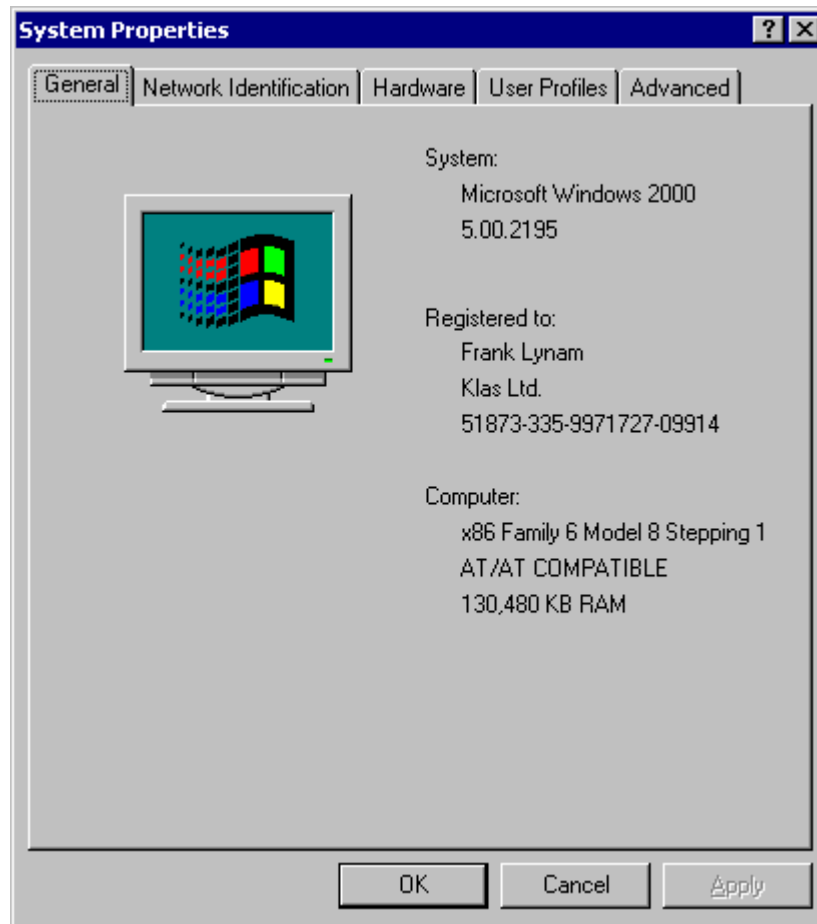 System Properties
General Network Identification Hardware User Profiles Advanced
System:
Microsoft Windows 2000
5.00.2195
Registered to:
Frank Lynam
Klas Ltd.
51873-335-9971727-09914
Computer:
x86 Family 6 Model 8 Stepping 1
AT/AT COMPATIBLE
130,480 KB RAM
OK Cancel Apply